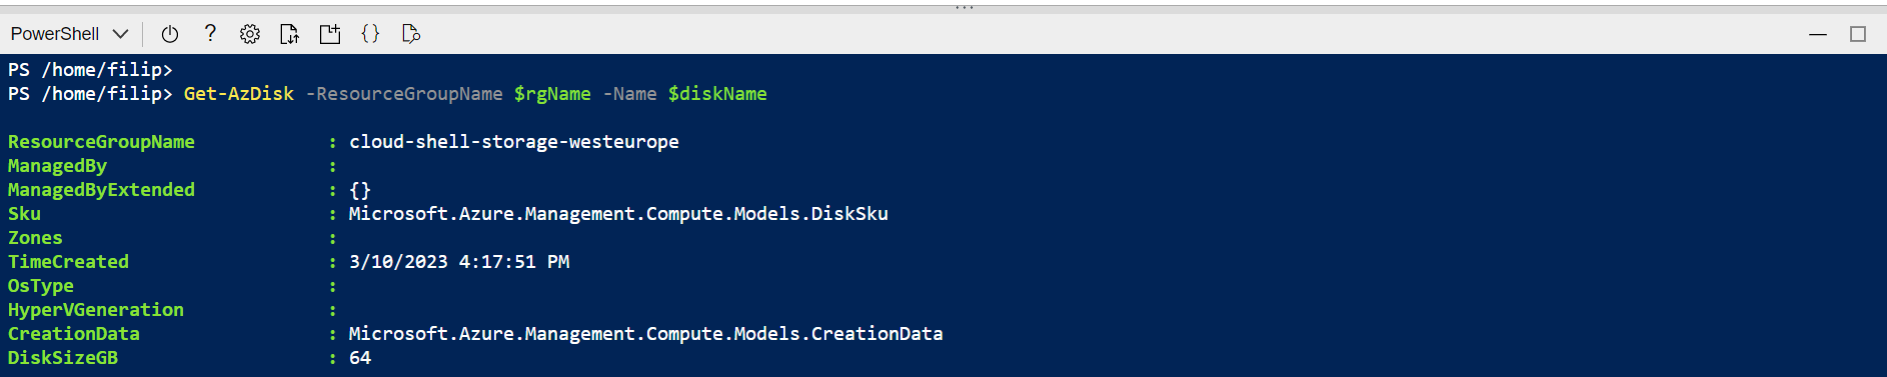 PowerShell
PS /home/filip>
PS /home/filip> Get-AzDisk -ResourceGroupName $rgName -Name $diskName
ResourceGroupName : cloud-shell-storage-westeurope
ManagedBy :
ManagedByExtended : {}
Sku : Microsoft.Azure.Management.Compute.Models.DiskSku
Zones :
TimeCreated : 3/10/2023 4:17:51 PM
OsType :
HyperVGeneration :
CreationData : Microsoft.Azure.Management.Compute.Models.CreationData
DiskSizeGB : 64